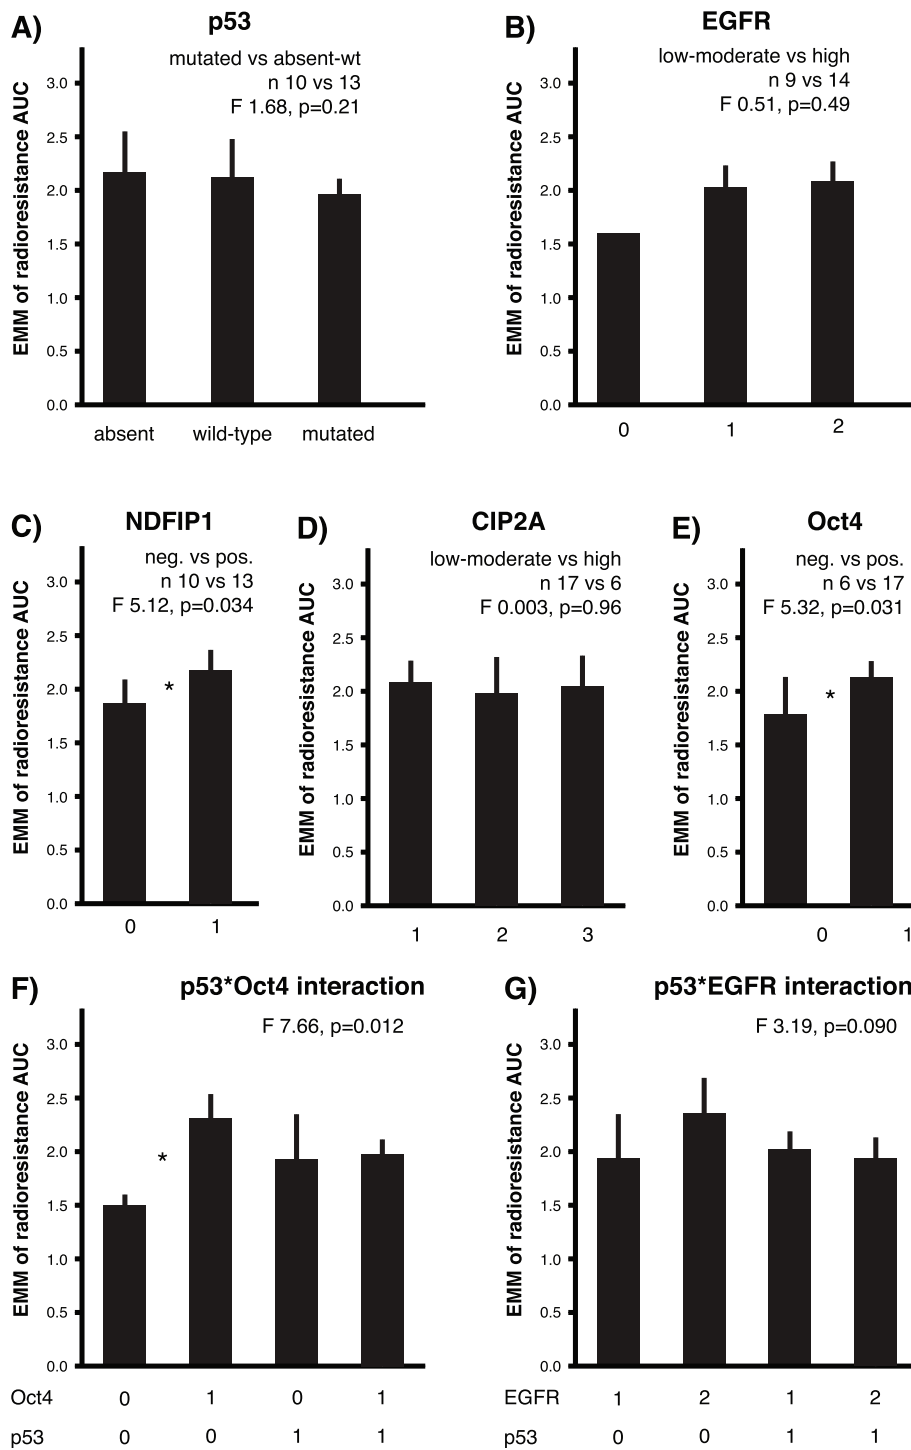 A)
p53
mutated vs absent-wt
n 10 vs 13
F 1.68, p=0.21
EMM of radioresistance AUC
3.0
2.5
2.0
1.5
1.0
0.5
0.0
absent wild-type mutated
B)
EGFR
low-moderate vs high
n 9 vs 14
F 0.51, p=0.49
EMM of radioresistance AUC
3.0
2.5
2.0
1.5
1.0
0.5
0.0
0 1 2
C)
NDFIP1
neg. vs pos.
n 10 vs 13
F 5.12, p=0.034
EMM of radioresistance AUC
3.0
2.5
2.0
1.5
1.0
0.5
0.0
*
0 1
D)
CIP2A
low-moderate vs high
n 17 vs 6
F 0.003, p=0.96
EMM of radioresistance AUC
3.0
2.5
2.0
1.5
1.0
0.5
0.0
1 2 3
E)
Oct4
neg. vs pos.
n 6 vs 17
F 5.32, p=0.031
EMM of radioresistance AUC
3.0
2.5
2.0
1.5
1.0
0.5
0.0
*
0 1
F)
p53*Oct4 interaction
F 7.66, p=0.012
EMM of radioresistance AUC
3.0
2.5
2.0
1.5
1.0
0.5
0.0
*
Oct4 0 1 0 1
p53 0 0 1 1
G)
p53*EGFR interaction
F 3.19, p=0.090
EMM of radioresistance AUC
3.0
2.5
2.0
1.5
1.0
0.5
0.0
EGFR 1 2 1 2
p53 0 0 1 1